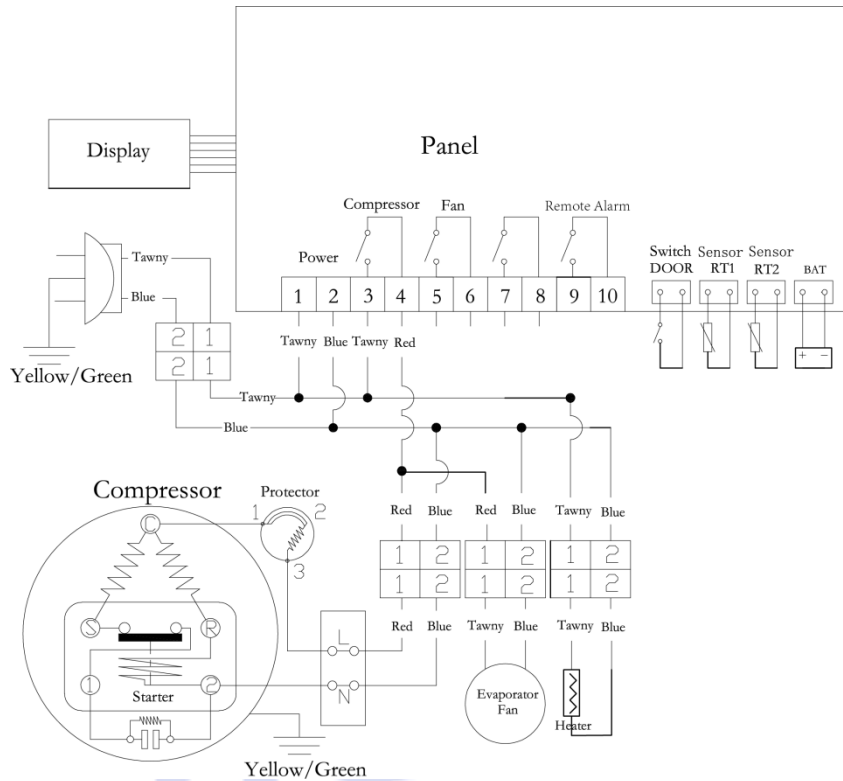 Display
Panel
Compressor Fan Remote Alarm
Power
Switch DOOR
Sensor RT1
Sensor RT2
BAT
1 2 3 4 5 6 7 8 9 10
+ -
Tawny
Blue
2 1
2 1
Yellow/Green
Tawny Blue Tawny Red
Tawny
Blue
Compressor
Protector
1 2
3
C
S R
1 2
Starter
L
N
Yellow/Green
Red Blue Red Blue Tawny Blue
1 2 1 2 1 2
1 2 1 2 1 2
Red Blue Tawny Blue Tawny Blue
Evaporator
Fan
Heater